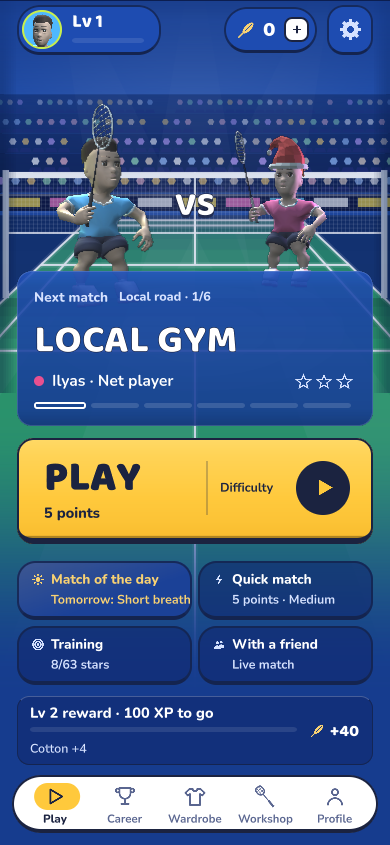 Lv 1
0
+
VS
Next match Local road · 1/6
LOCAL GYM
Ilyas · Net player
PLAY
5 points
Difficulty
Match of the day
Tomorrow: Short breath
Quick match
5 points · Medium
Training
8/63 stars
With a friend
Live match
Lv 2 reward · 100 XP to go
+40
Cotton +4
Play
Career
Wardrobe
Workshop
Profile